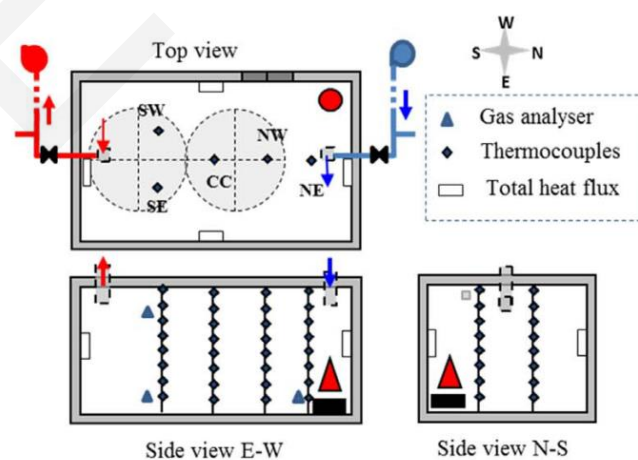 Top view
W
S N
E
SW
NW
CC
SE
NE
Gas analyser
Thermocouples
Total heat flux
Side view E-W
Side view N-S